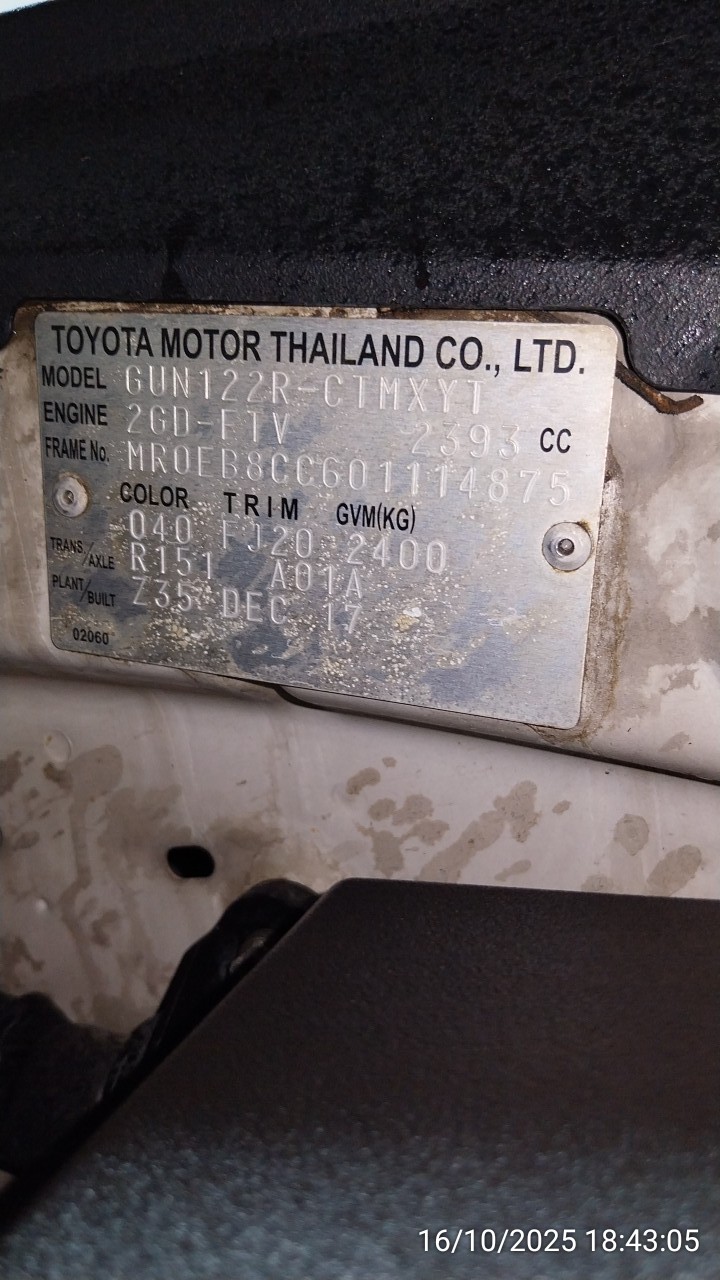 TOYOTA MOTOR THAILAND CO., LTD.
MODEL GUN122R-CTMXYT
ENGINE 2GD-FTV 2393 CC
FRAME No. MR0EB8CC601114875
COLOR TRIM GVM(KG)
040 FJ20 2400
TRANS./AXLE R151 A01A
PLANT/BUILT Z35 DEC 17
02060
16/10/2025 18:43:05